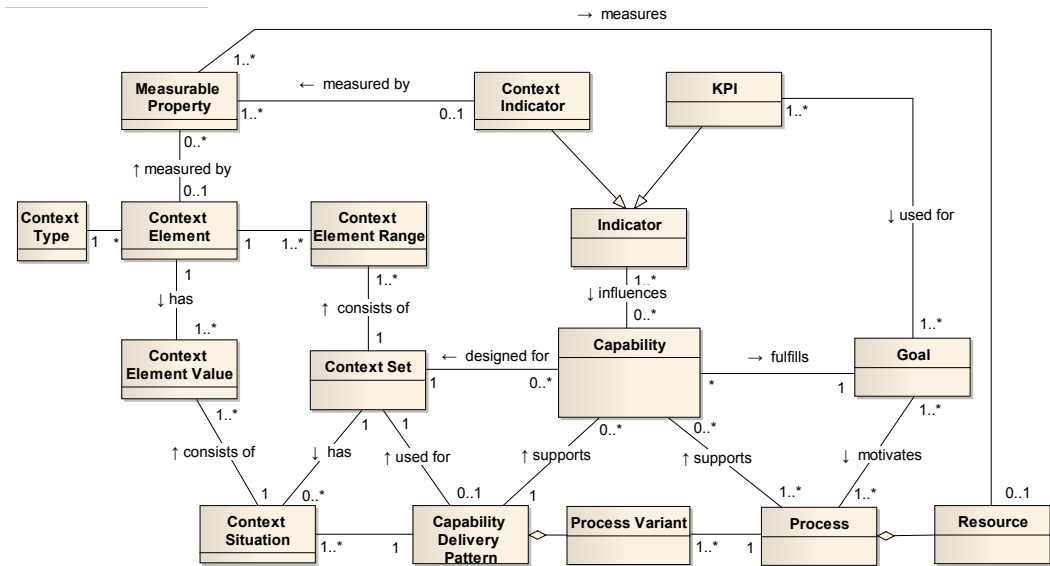 → measures
1..*
Measurable
Property
← measured by
1..*
0..1
Context
Indicator
KPI
1..*
0..*
↑ measured by
0..1
Context
Type
1
*
Context
Element
1
1..*
Context
Element Range
Indicator
↓ used for
1
↓ has
1..*
1..*
↑ consists of
1
1..*
↓ influences
0..*
1..*
Context
Element Value
Context Set
← designed for
1
0..*
Capability
→ fulfills
*
1
Goal
1..*
↑ consists of
1
1
↓ has
0..*
1
↑ used for
0..1
0..*
↑ supports
1
0..*
↑ supports
1..*
1..*
↓ motivates
1..*
0..1
Context
Situation
1..*
1
Capability
Delivery
Pattern
Process Variant
1..*
1
Process
Resource